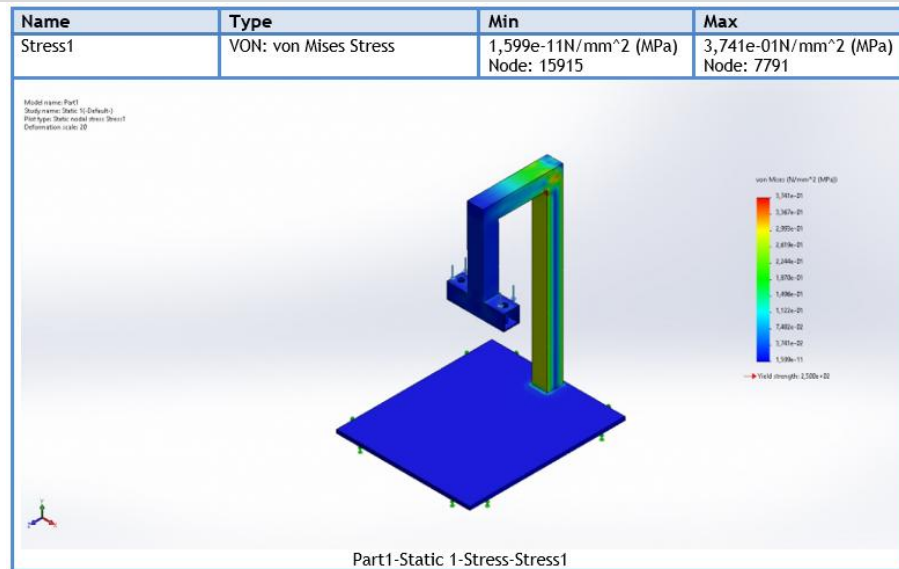 Name Type Min Max
Stress1 VON: von Mises Stress 1,599e-11N/mm^2 (MPa) 3,741e-01N/mm^2 (MPa)
Node: 15915 Node: 7791
Model name: Part1
Study name: Static 1(-Default-)
Plot type: Static nodal stress Stress1
Deformation scale: 20
von Mises (N/mm^2 (MPa))
3,741e-01
3,367e-01
2,993e-01
2,619e-01
2,244e-01
1,870e-01
1,496e-01
1,122e-01
7,482e-02
3,741e-02
1,599e-11
Yield strength: 2,500e+02
Part1-Static 1-Stress-Stress1